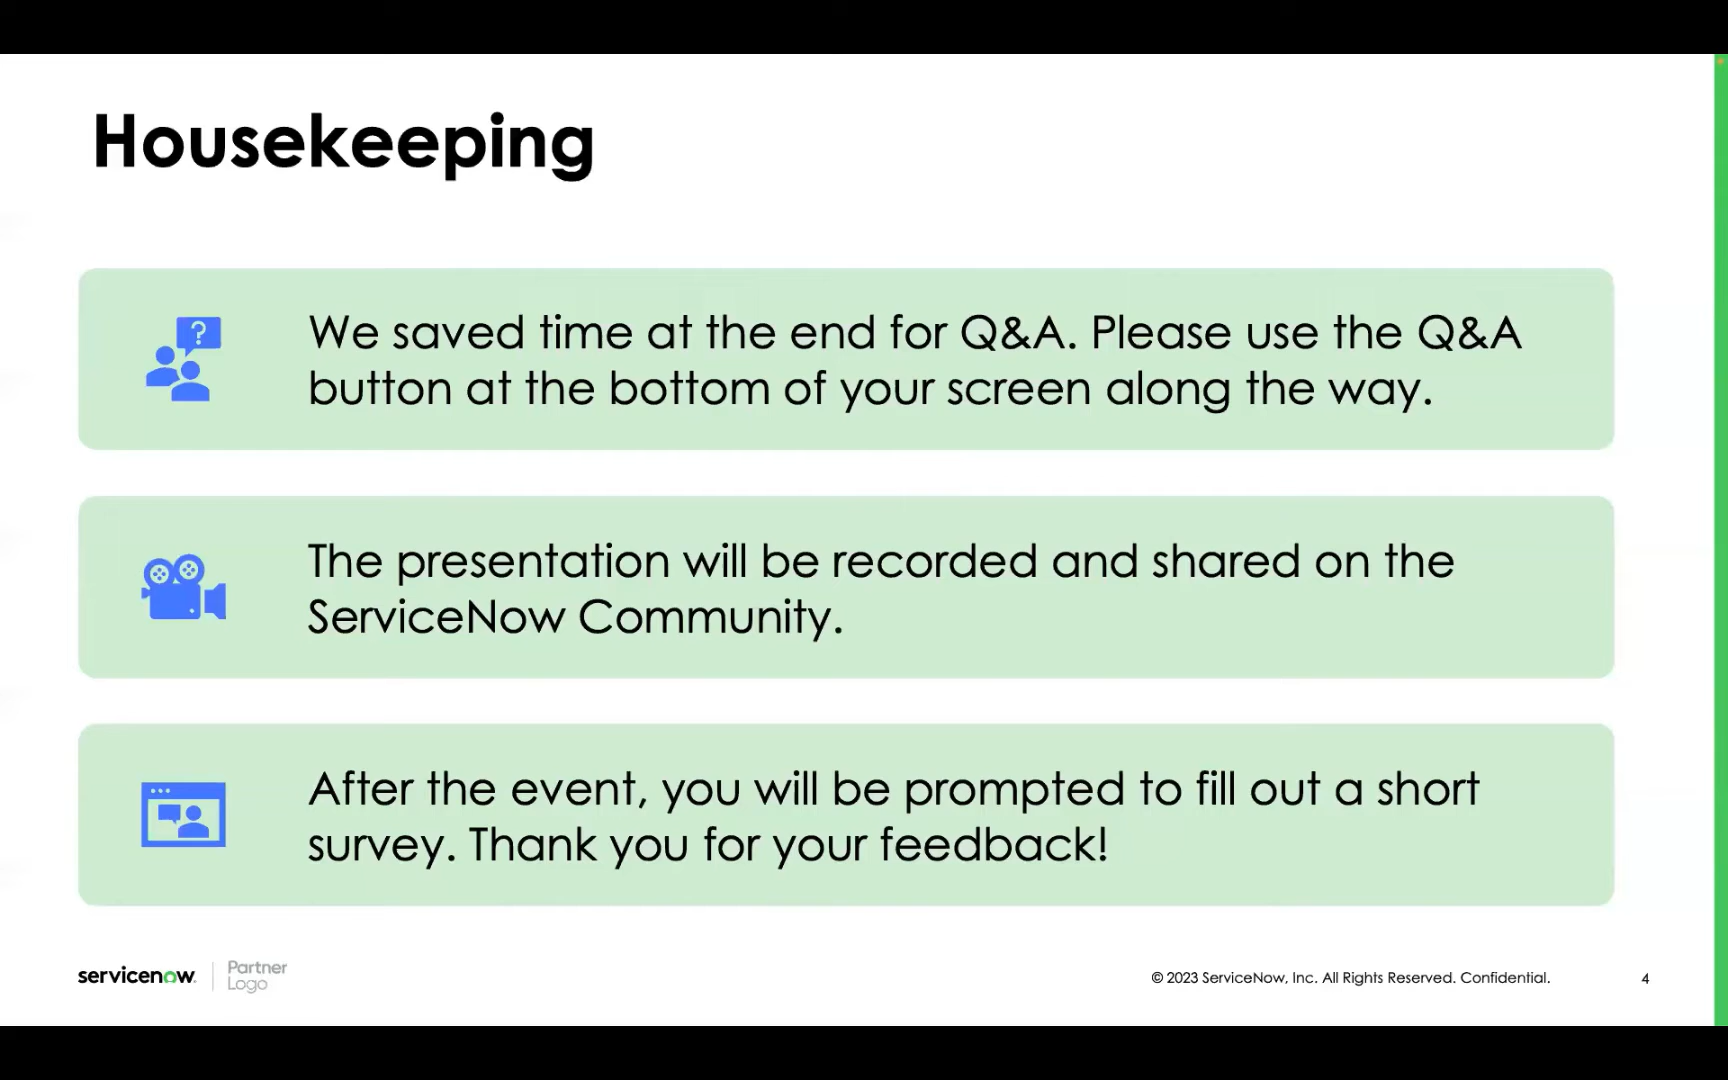 Housekeeping
?
We saved time at the end for Q&A. Please use the Q&A
button at the bottom of your screen along the way.
The presentation will be recorded and shared on the
ServiceNow Community.
After the event, you will be prompted to fill out a short
survey. Thank you for your feedback!
servicenow.
Partner
Logo
© 2023 ServiceNow, Inc. All Rights Reserved. Confidential.
4